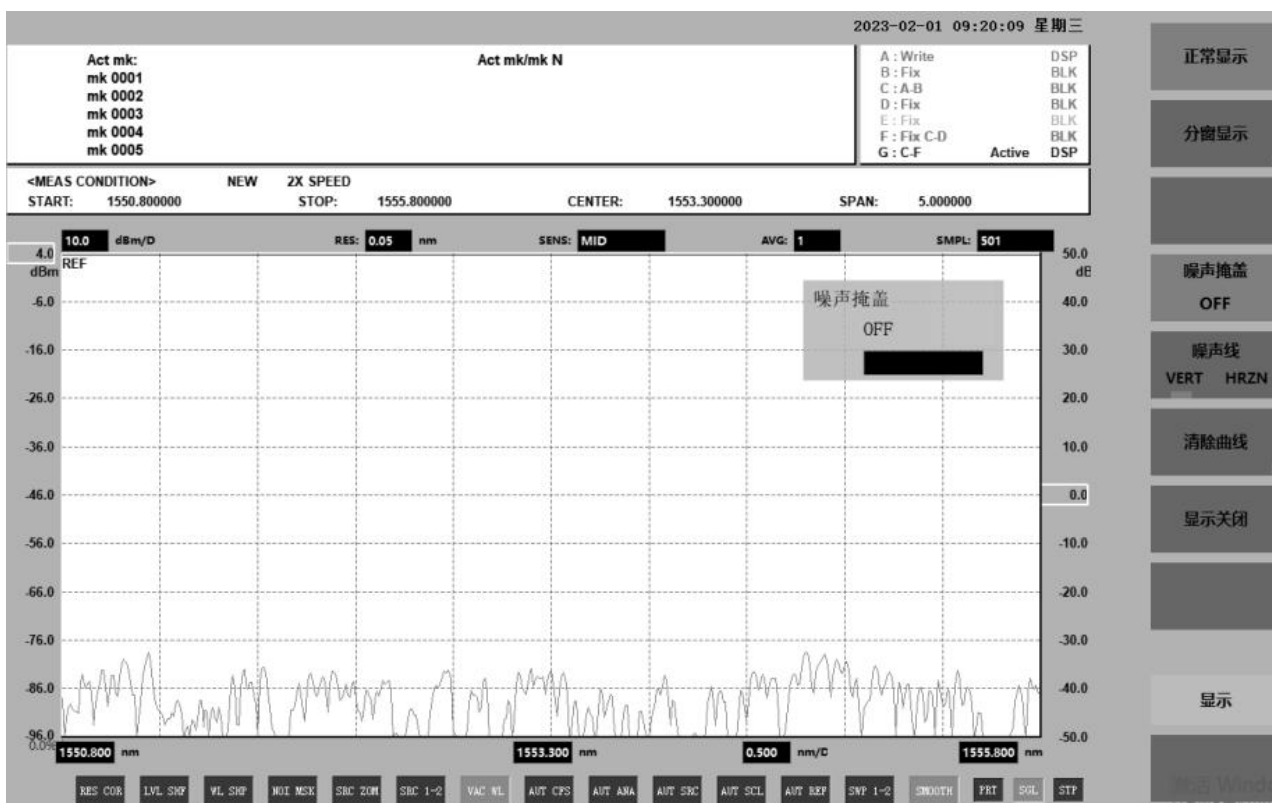 2023-02-01 09:20:09 星期三
Act mk: Act mk/mk N
mk 0001
mk 0002
mk 0003
mk 0004
mk 0005
A : Write DSP
B : Fix BLK
C : A-B BLK
D : Fix BLK
E : Fix BLK
F : Fix C-D BLK
G : C-F Active DSP
<MEAS CONDITION> NEW 2X SPEED
START: 1550.800000 STOP: 1555.800000 CENTER: 1553.300000 SPAN: 5.000000
10.0 dBm/D RES: 0.05 nm SENS: MID AVG: 1 SMPL: 501
4.0 50.0
dBm REF dB
-6.0 40.0
-16.0 30.0
-26.0 20.0
-36.0 10.0
-46.0 0.0
-56.0 -10.0
-66.0 -20.0
-76.0 -30.0
-86.0 -40.0
-96.0 -50.0
0.0%
噪声掩盖
OFF
1550.800 nm 1553.300 nm 0.500 nm/D 1555.800 nm
RES COR LVL SHF WL SHF NOI MSK SRC ZOM SRC 1-2 VAC WL AUT CFS AUT ANA AUT SRC AUT SCL AUT REF SWP 1-2 SMOOTH PRT SGL STP
正常显示
分窗显示
噪声掩盖
OFF
噪声线
VERT HRZN
清除曲线
显示关闭
显示
激活 Windo